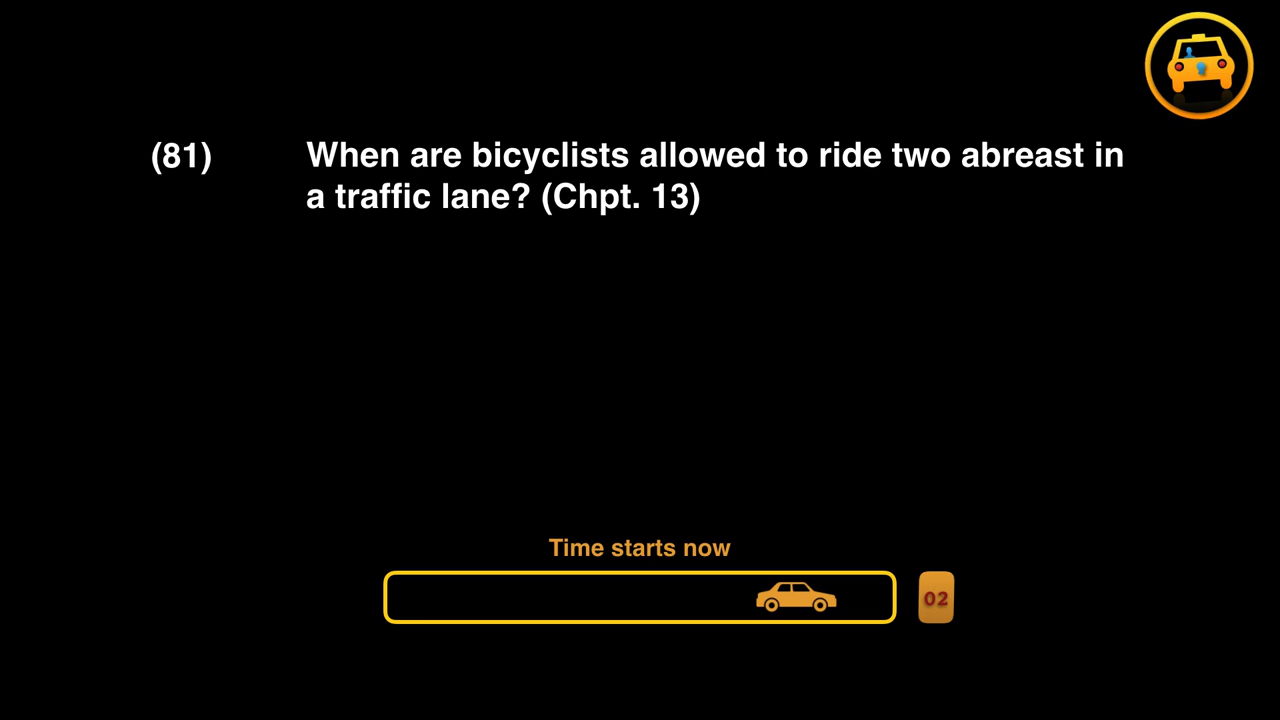 (81) When are bicyclists allowed to ride two abreast in
a traffic lane? (Chpt. 13)
Time starts now
02